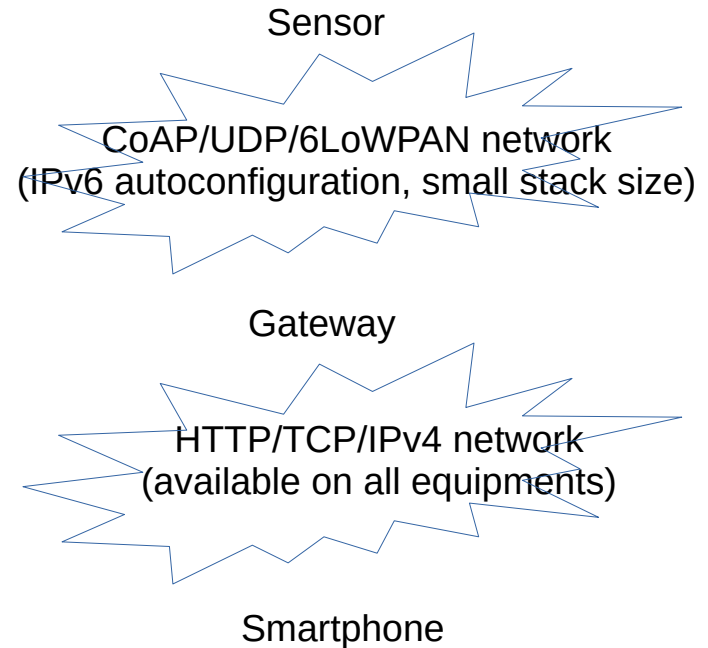 Sensor
CoAP/UDP/6LoWPAN network
(IPv6 autoconfiguration, small stack size)
Gateway
HTTP/TCP/IPv4 network
(available on all equipments)
Smartphone